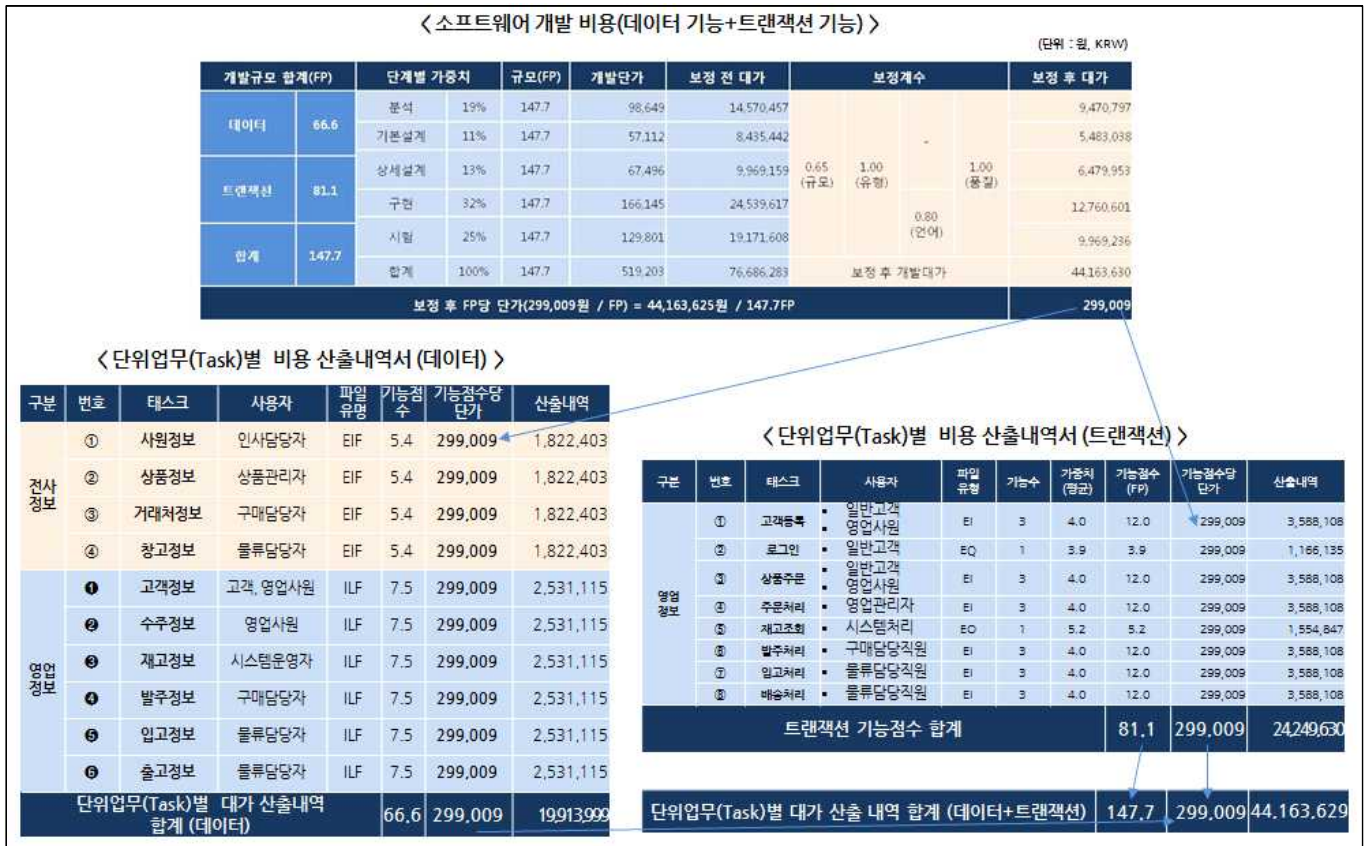 〈 소프트웨어 개발 비용(데이터 기능+트랜잭션 기능) 〉
(단위 : 원, KRW)
개발규모 합계(FP) 단계별 가중치 규모(FP) 개발단가 보정 전 대가 보정계수 보정 후 대가
데이터 66.6
트랜잭션 81.1
합계 147.7
분석 19% 147.7 98,649 14,570,457 9,470,797
기본설계 11% 147.7 57,112 8,435,442 5,483,038
상세설계 13% 147.7 67,496 9,969,159 6,479,953
구현 32% 147.7 166,145 24,539,617 12,760,601
시험 25% 147.7 129,801 19,171,608 9,969,236
0.65 1.00 - 1.00
(규모) (유형) (품질)
0.80
(언어)
합계 100% 147.7 519,203 76,686,283 보정 후 개발대가 44,163,630
보정 후 FP당 단가(299,009원 / FP) = 44,163,625원 / 147.7FP 299,009
〈 단위업무(Task)별 비용 산출내역서 (데이터) 〉
구분 번호 태스크 사용자 파일 유명 기능점수 기능점수당 단가 산출내역
전사 정보
① 사원정보 인사담당자 EIF 5.4 299,009 1,822,403
② 상품정보 상품관리자 EIF 5.4 299,009 1,822,403
③ 거래처정보 구매담당자 EIF 5.4 299,009 1,822,403
④ 창고정보 물류담당자 EIF 5.4 299,009 1,822,403
영업 정보
❶ 고객정보 고객, 영업사원 ILF 7.5 299,009 2,531,115
❷ 수주정보 영업사원 ILF 7.5 299,009 2,531,115
❸ 재고정보 시스템운영자 ILF 7.5 299,009 2,531,115
❹ 발주정보 구매담당자 ILF 7.5 299,009 2,531,115
❺ 입고정보 물류담당자 ILF 7.5 299,009 2,531,115
❻ 출고정보 물류담당자 ILF 7.5 299,009 2,531,115
단위업무(Task)별 대가 산출내역
합계 (데이터) 66.6 299,009 19,913,999
〈 단위업무(Task)별 비용 산출내역서 (트랜잭션) 〉
구분 번호 태스크 사용자 파일 유형 기능수 가중치 (평균) 기능점수 (FP) 기능점수당 단가 산출내역
영업 정보
① 고객등록 ▪ 일반고객 ▪ 영업사원 EI 3 4.0 12.0 299,009 3,588,108
② 로그인 ▪ 일반고객 EQ 1 3.9 3.9 299,009 1,166,135
③ 상품주문 ▪ 일반고객 ▪ 영업사원 EI 3 4.0 12.0 299,009 3,588,108
④ 주문처리 ▪ 영업관리자 EI 3 4.0 12.0 299,009 3,588,108
⑤ 재고조회 ▪ 시스템처리 EO 1 5.2 5.2 299,009 1,554,847
⑥ 발주처리 ▪ 구매담당직원 EI 3 4.0 12.0 299,009 3,588,108
⑦ 입고처리 ▪ 물류담당직원 EI 3 4.0 12.0 299,009 3,588,108
⑧ 배송처리 ▪ 물류담당직원 EI 3 4.0 12.0 299,009 3,588,108
트랜잭션 기능점수 합계 81.1 299,009 24,249,630
단위업무(Task)별 대가 산출 내역 합계 (데이터+트랜잭션) 147.7 299,009 44,163,629